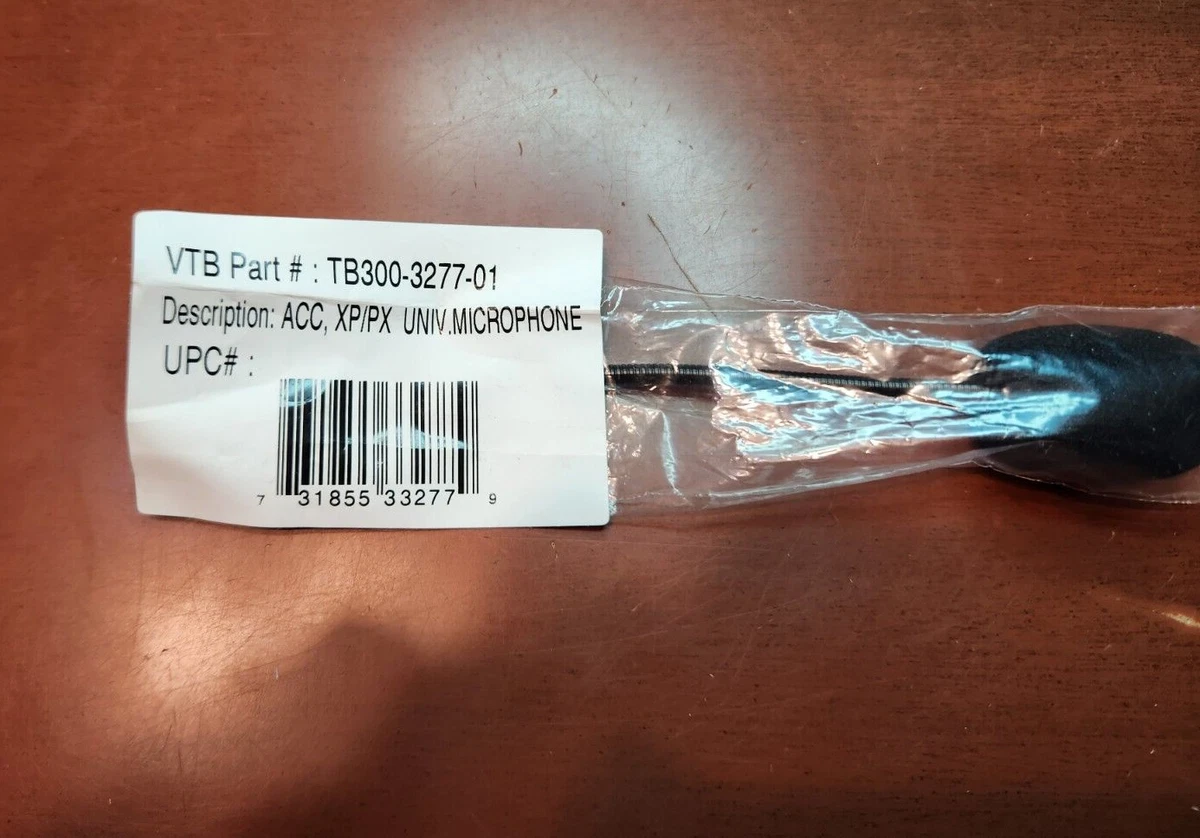 VTB Part # : TB300-3277-01
Description: ACC, XP/PX UNIV.MICROPHONE
UPC# :
7 31855 33277 9